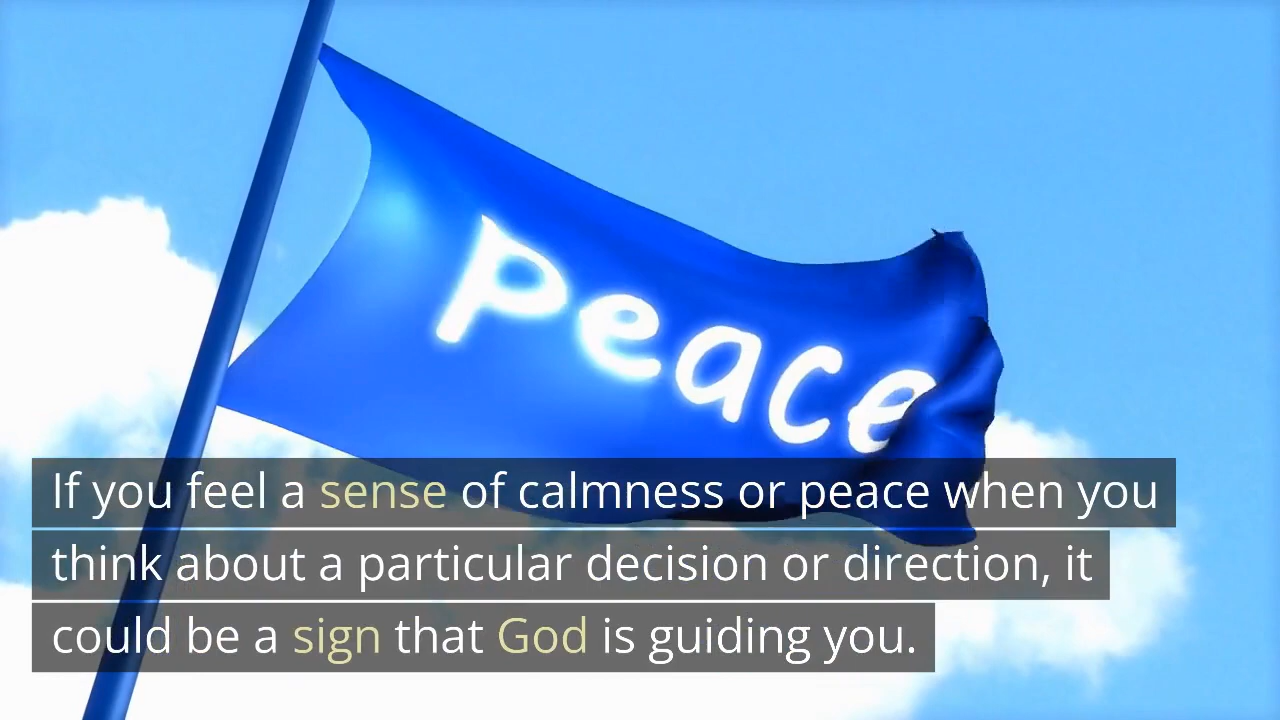 Peace
If you feel a sense of calmness or peace when you
think about a particular decision or direction, it
could be a sign that God is guiding you.